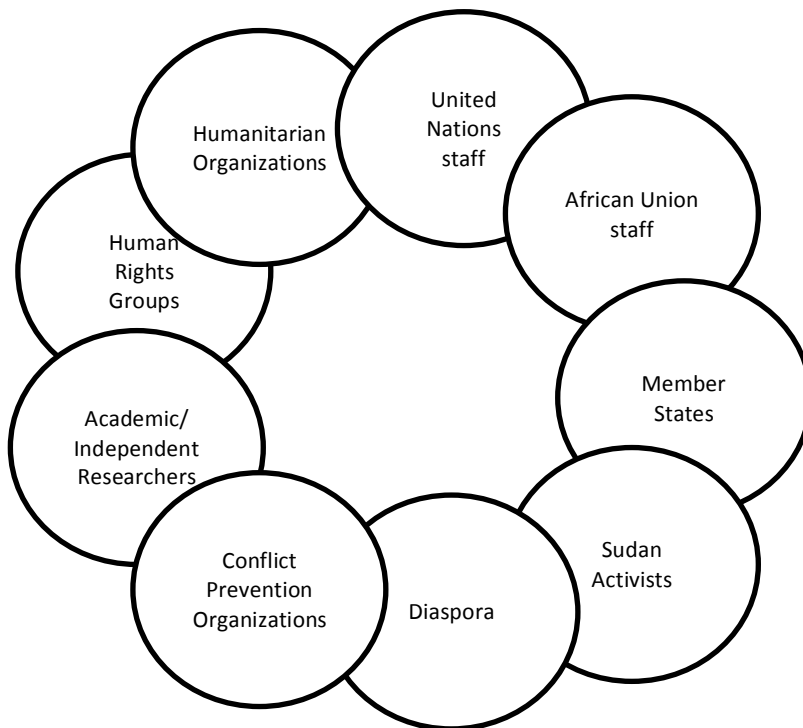 Humanitarian
Organizations
United
Nations
staff
African Union
staff
Member
States
Sudan
Activists
Diaspora
Conflict
Prevention
Organizations
Academic/
Independent
Researchers
Human
Rights
Groups